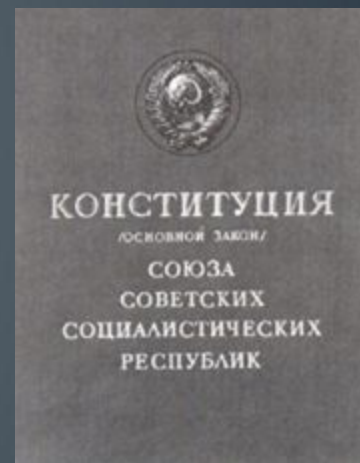 КОНСТИТУЦИЯ
/ОСНОВНОЙ ЗАКОН/
СОЮЗА
СОВЕТСКИХ
СОЦИАЛИСТИЧЕСКИХ
РЕСПУБЛИК